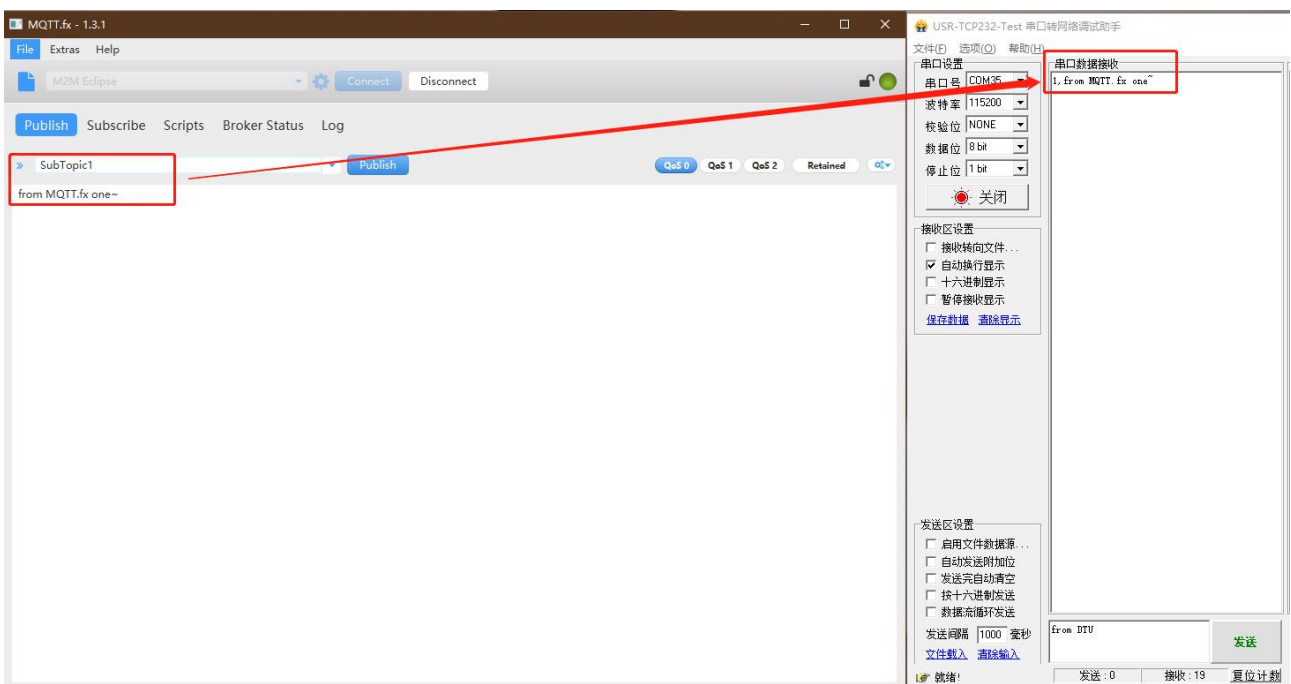 MQTT.fx - 1.3.1
File Extras Help
M2M Eclipse
Connect Disconnect
Publish Subscribe Scripts Broker Status Log
SubTopic1
Publish
QoS 0 QoS 1 QoS 2 Retained
from MQTT.fx one~
USR-TCP232-Test 串口转网络调试助手
文件(F) 选项(O) 帮助(H)
串口设置
串口号 COM35
波特率 115200
校验位 NONE
数据位 8 bit
停止位 1 bit
关闭
接收区设置
接收转向文件...
自动换行显示
十六进制显示
暂停接收显示
保存数据 清除显示
发送区设置
启用文件数据源...
自动发送附加位
发送完自动清空
按十六进制发送
数据流循环发送
发送间隔 1000 毫秒
文件载入 清除输入
就绪!
串口数据接收
1,from MQTT.fx one~
from DTU
发送
发送 : 0 接收 : 19 复位计数